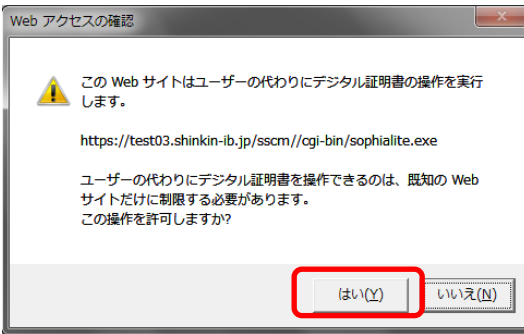 Web アクセスの確認
この Web サイトはユーザーの代わりにデジタル証明書の操作を実行
します。
https://test03.shinkin-ib.jp/sscm//cgi-bin/sophialite.exe
ユーザーの代わりにデジタル証明書を操作できるのは、既知の Web
サイトだけに制限する必要があります。
この操作を許可しますか?
はい(Y) いいえ(N)